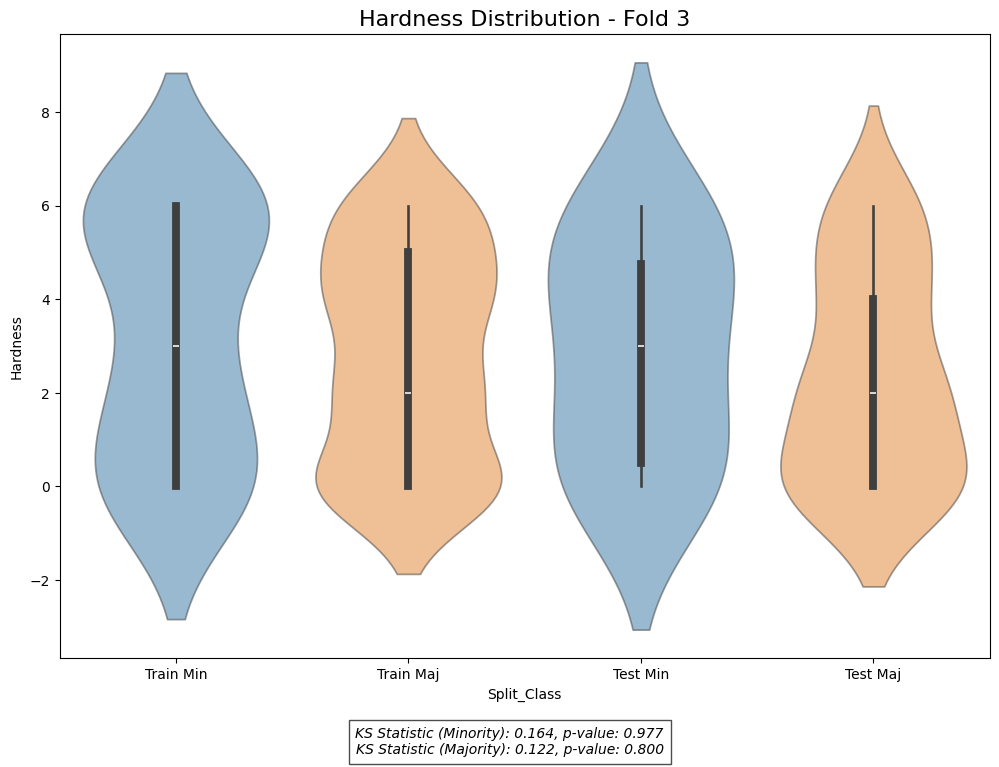 Hardness Distribution - Fold 3
Hardness
8
6
4
2
0
−2
Train Min
Train Maj
Test Min
Test Maj
Split_Class
KS Statistic (Minority): 0.164, p-value: 0.977
KS Statistic (Majority): 0.122, p-value: 0.800